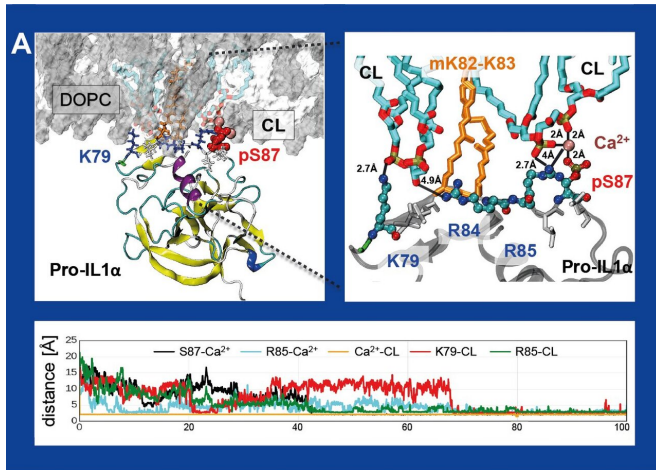 A
DOPC
CL
K79
pS87
Pro-IL1α
CL
mK82-K83
CL
2Å
2Å
Ca²⁺
2.7Å
2.7Å
4Å
2Å
4.9Å
pS87
R84
K79
R85
Pro-IL1α
distance [Å]
25
20
15
10
5
0
S87-Ca²⁺
R85-Ca²⁺
Ca²⁺-CL
K79-CL
R85-CL
0
20
40
60
80
100